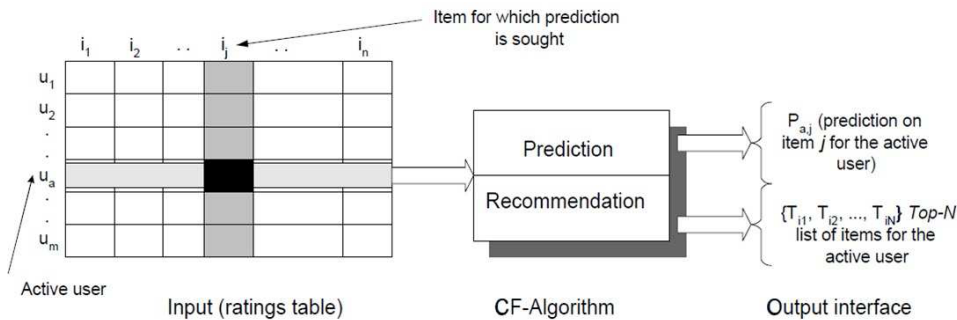 Item for which prediction
is sought
i1 i2 . . ij . . in
u1
u2
.
.
ua
.
.
um
Active user
Input (ratings table)
Prediction
Recommendation
CF-Algorithm
Pa,j (prediction on
item j for the active
user)
{Ti1, Ti2, ..., TiN} Top-N
list of items for the
active user
Output interface